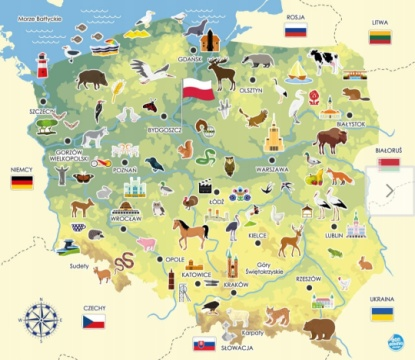 Morze Bałtyckie
ROSJA
LITWA
GDAŃSK
OLSZTYN
SZCZECIN
BIAŁYSTOK
BYDGOSZCZ
GORZÓW
WIELKOPOLSKI
BIAŁORUŚ
POZNAŃ
WARSZAWA
NIEMCY
ŁÓDŹ
WROCŁAW
KIELCE
LUBLIN
Sudety
OPOLE
Góry
Świętokrzyskie
KATOWICE
RZESZÓW
KRAKÓW
UKRAINA
CZECHY
Karpaty
SŁOWACJA